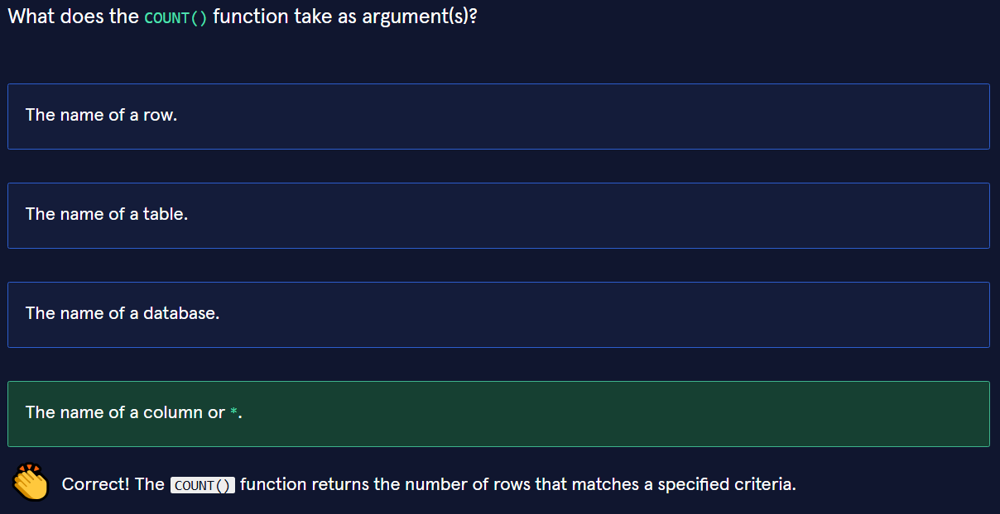 What does the COUNT() function take as argument(s)?
The name of a row.
The name of a table.
The name of a database.
The name of a column or *.
Correct! The COUNT() function returns the number of rows that matches a specified criteria.